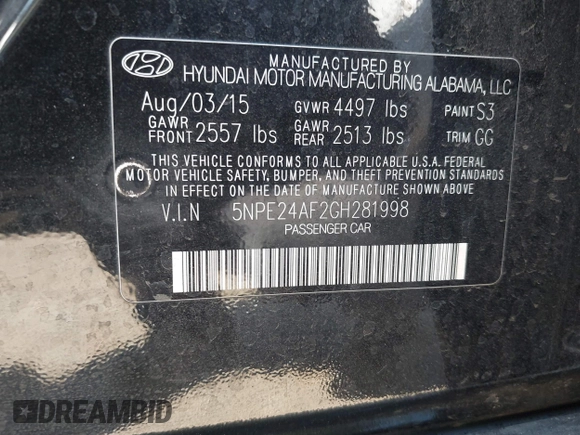 MANUFACTURED BY
HYUNDAI MOTOR MANUFACTURING ALABAMA, LLC
Aug/03/15 GVWR 4497 lbs PAINT S3
GAWR FRONT 2557 lbs GAWR REAR 2513 lbs TRIM GG
THIS VEHICLE CONFORMS TO ALL APPLICABLE U.S.A. FEDERAL
MOTOR VEHICLE SAFETY, BUMPER, AND THEFT PREVENTION STANDARDS
IN EFFECT ON THE DATE OF MANUFACTURE SHOWN ABOVE.
V.I.N 5NPE24AF2GH281998
PASSENGER CAR
DREAMBID